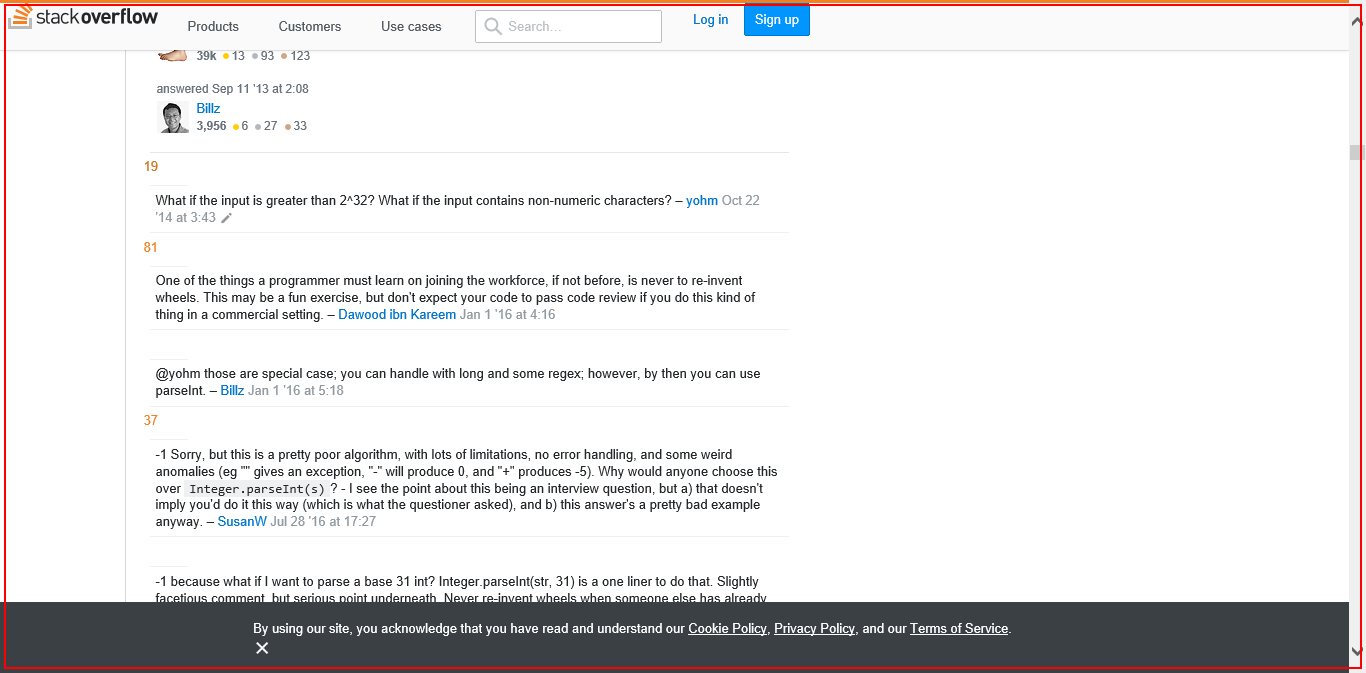 stackoverflow
Products
Customers
Use cases
Search...
Log in
Sign up
39k 13 93 123
answered Sep 11 '13 at 2:08
Billz
3,956 6 27 33
19
What if the input is greater than 2^32? What if the input contains non-numeric characters? – yohm Oct 22
'14 at 3:43
81
One of the things a programmer must learn on joining the workforce, if not before, is never to re-invent
wheels. This may be a fun exercise, but don't expect your code to pass code review if you do this kind of
thing in a commercial setting. – Dawood ibn Kareem Jan 1 '16 at 4:16
@yohm those are special case; you can handle with long and some regex; however, by then you can use
parseInt. – Billz Jan 1 '16 at 5:18
37
-1 Sorry, but this is a pretty poor algorithm, with lots of limitations, no error handling, and some weird
anomalies (eg "" gives an exception, "-" will produce 0, and "+" produces -5). Why would anyone choose this
over Integer.parseInt(s) ? - I see the point about this being an interview question, but a) that doesn't
imply you'd do it this way (which is what the questioner asked), and b) this answer's a pretty bad example
anyway. – SusanW Jul 28 '16 at 17:27
-1 because what if I want to parse a base 31 int? Integer.parseInt(str, 31) is a one liner to do that. Slightly
facetious comment, but serious point underneath. Never re-invent wheels when someone else has already
By using our site, you acknowledge that you have read and understand our Cookie Policy, Privacy Policy, and our Terms of Service.